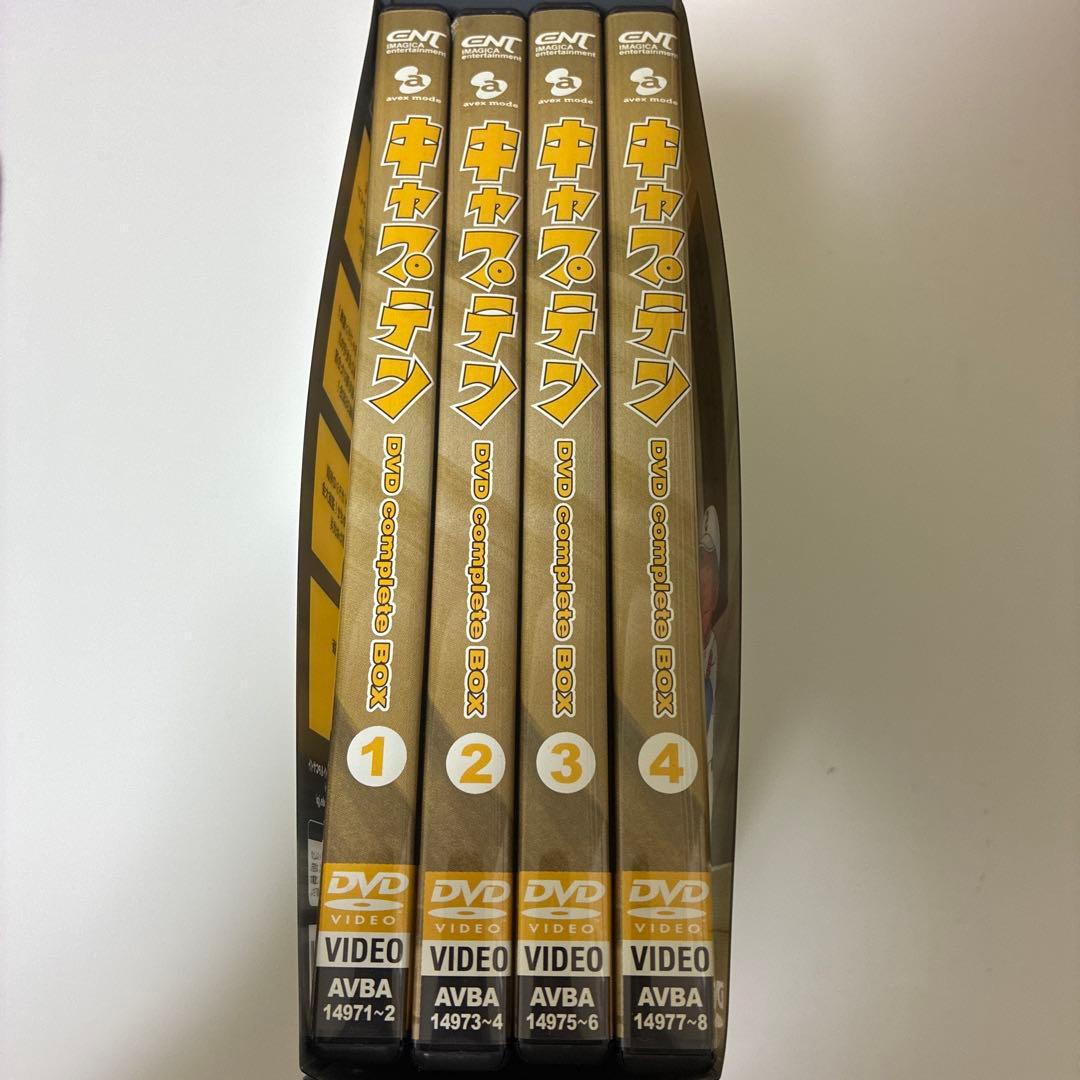 ENT
IMAGICA
entertainment
a
avex mode
キャプテン
DVD complete BOX
1
DVD
VIDEO
VIDEO
AVBA
14971~2
ENT
IMAGICA
entertainment
a
avex mode
キャプテン
DVD complete BOX
2
DVD
VIDEO
VIDEO
AVBA
14973~4
ENT
IMAGICA
entertainment
a
avex mode
キャプテン
DVD complete BOX
3
DVD
VIDEO
VIDEO
AVBA
14975~6
ENT
IMAGICA
entertainment
a
avex mode
キャプテン
DVD complete BOX
4
DVD
VIDEO
VIDEO
AVBA
14977~8